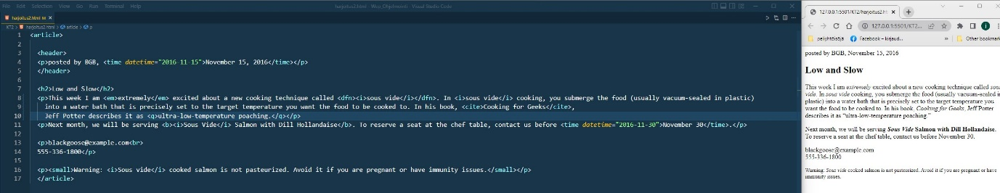 File Edit Selection View Go Run Terminal Help
harjoitus2.html - Web_Ohjelmointi - Visual Studio Code
harjoitus2.html M ×
KT2 > harjoitus2.html > article > p
1 <article>
2
3 <header>
4 <p>posted by BGB, <time datetime="2016-11-15">November 15, 2016</time></p>
5 </header>
6
7 <h2>Low and Slow</h2>
8 <p>This week I am <em>extremely</em> excited about a new cooking technique called <dfn><i>sous vide</i></dfn>. In <i>sous vide</i> cooking, you submerge the food (usually vacuum-sealed in plastic)
9 into a water bath that is precisely set to the target temperature you want the food to be cooked to. In his book, <cite>Cooking for Geeks</cite>,
10 Jeff Potter describes it as <q>ultra-low-temperature poaching.</q></p>
11 <p>Next month, we will be serving <b><i>Sous Vide</i> Salmon with Dill Hollandaise</b>. To reserve a seat at the chef table, contact us before <time datetime="2016-11-30">November 30</time>.</p>
12
13 <p>blackgoose@example.com<br>
14 555-336-1800</p>
15
16 <p><small>Warning: <i>Sous vide</i> cooked salmon is not pasteurized. Avoid it if you are pregnant or have immunity issues.</small></p>
17 </article>
127.0.0.1:5501/KT2/harjoitus2.ht
127.0.0.1:5501/KT2...
peliyhtöisöjä Facebook – kirjaud... » Other bookmark
posted by BGB, November 15, 2016
Low and Slow
This week I am extremely excited about a new cooking technique called sous
vide. In sous vide cooking, you submerge the food (usually vacuum-sealed in
plastic) into a water bath that is precisely set to the target temperature you
want the food to be cooked to. In his book, Cooking for Geeks, Jeff Potter
describes it as “ultra-low-temperature poaching.”
Next month, we will be serving Sous Vide Salmon with Dill Hollandaise.
To reserve a seat at the chef table, contact us before November 30.
blackgoose@example.com
555-336-1800
Warning: Sous vide cooked salmon is not pasteurized. Avoid it if you are pregnant or have
immunity issues.